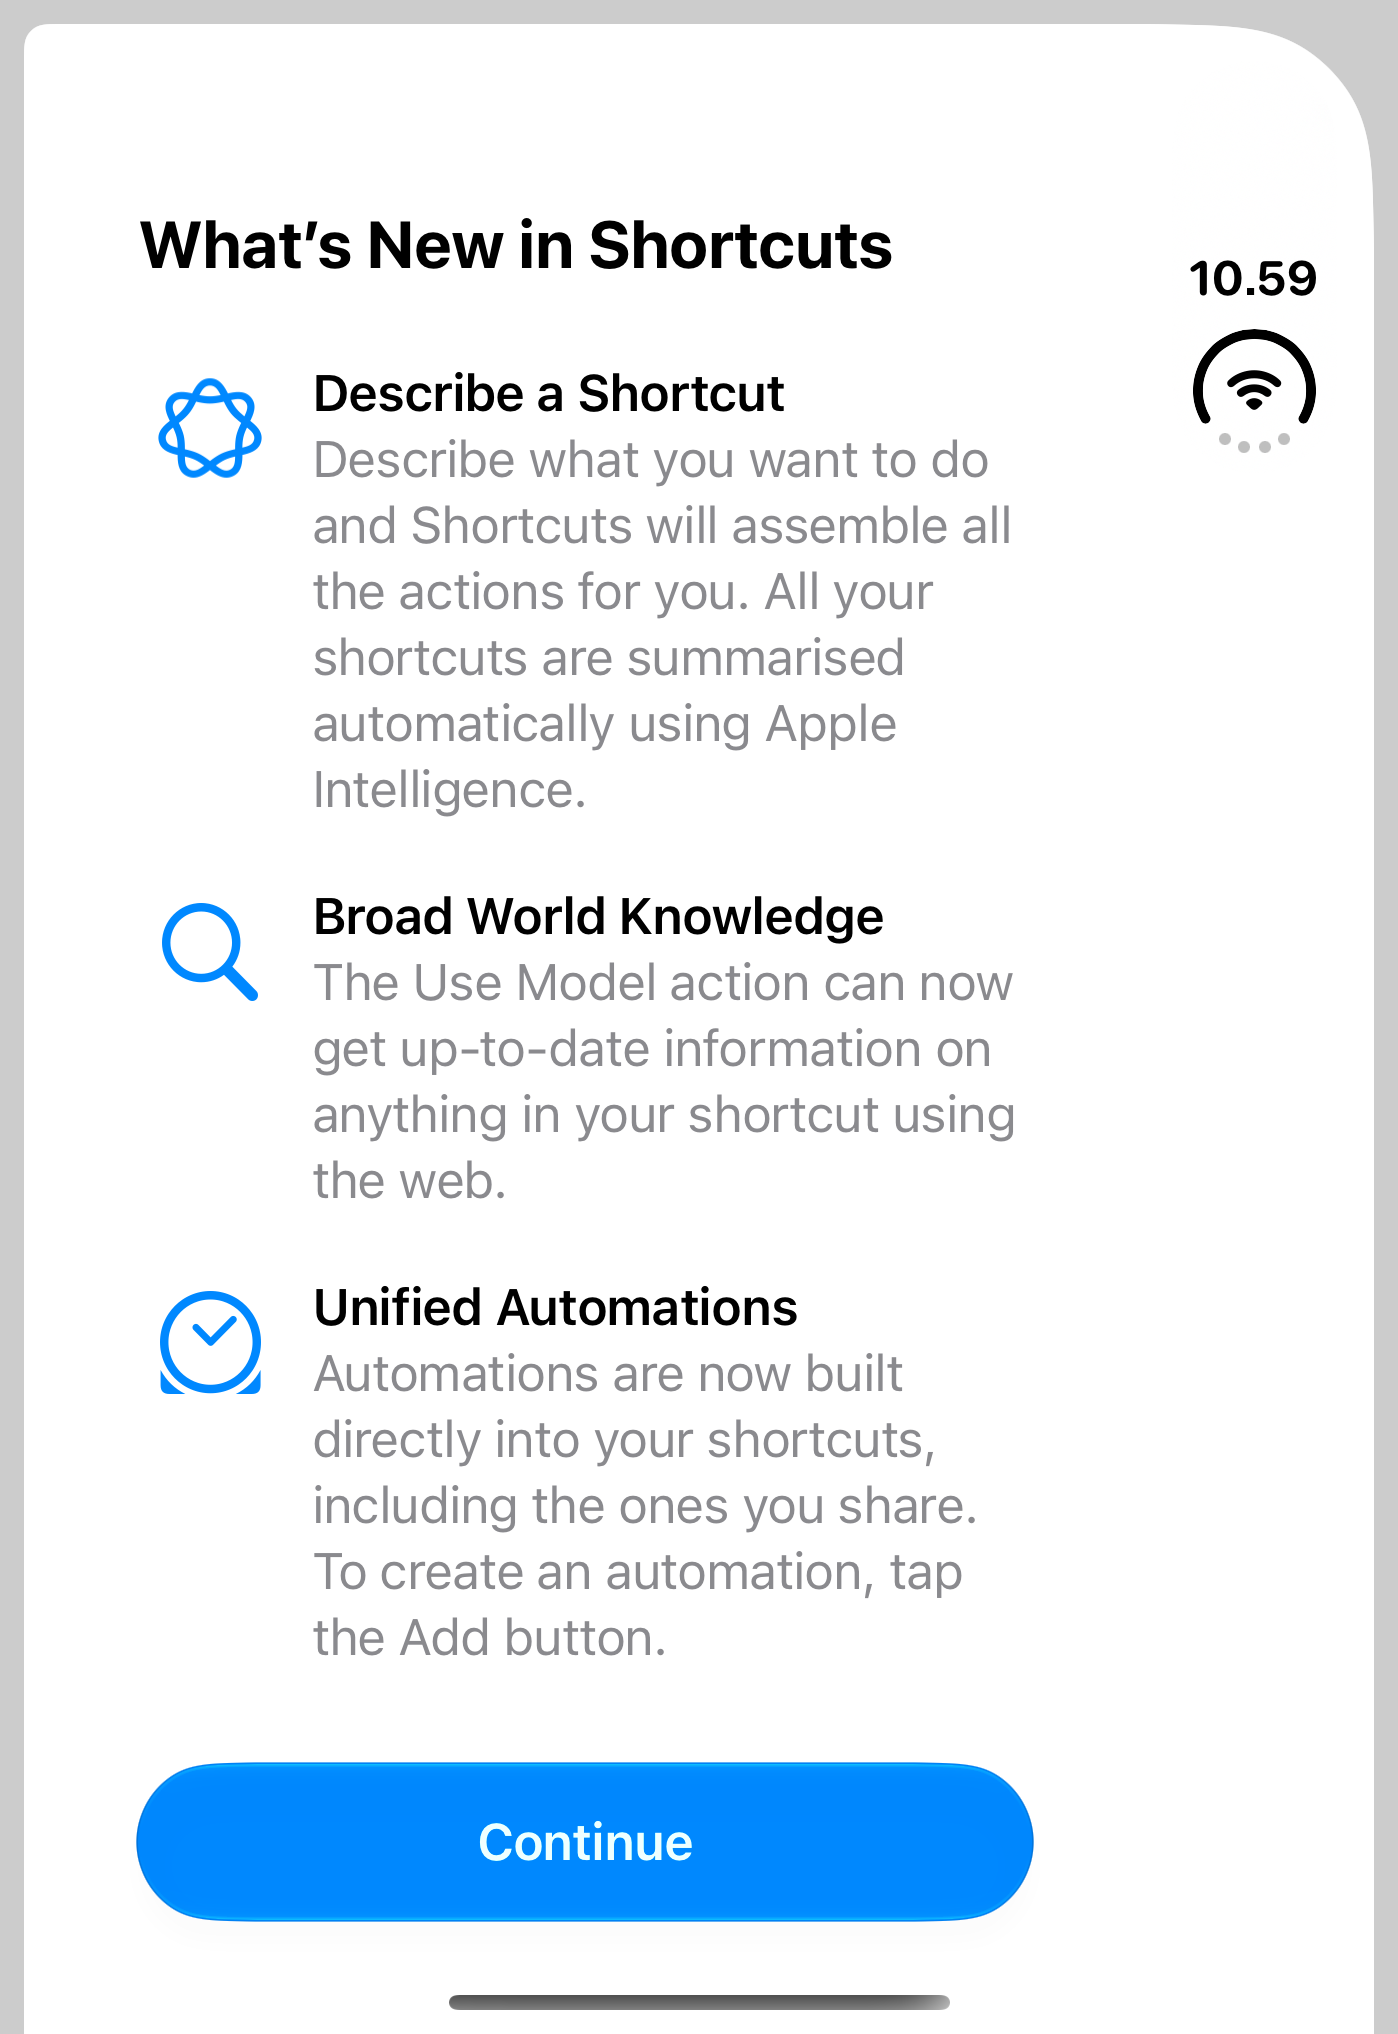 What’s New in Shortcuts
10.59
Describe a Shortcut
Describe what you want to do
and Shortcuts will assemble all
the actions for you. All your
shortcuts are summarised
automatically using Apple
Intelligence.
Broad World Knowledge
The Use Model action can now
get up-to-date information on
anything in your shortcut using
the web.
Unified Automations
Automations are now built
directly into your shortcuts,
including the ones you share.
To create an automation, tap
the Add button.
Continue